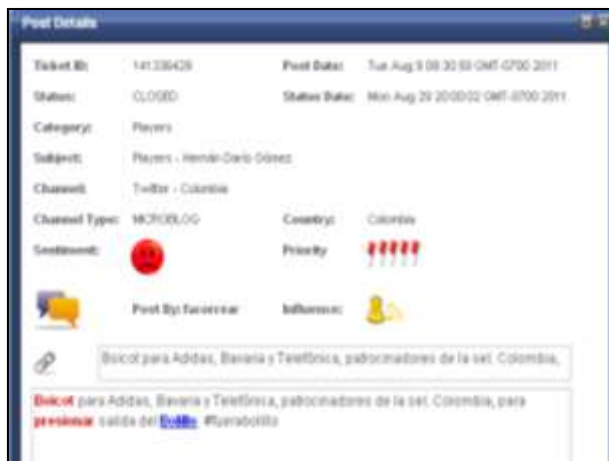 Post Details
Ticket ID: 141336429 Post Date: Tue Aug 9 08:30:59 GMT-0700 2011
Status: CLOSED Status Date: Mon Aug 29 20:00:02 GMT-0700 2011
Category: Players
Subject: Players - Hernán Darío Gómez
Channel: Twitter - Colombia
Channel Type: MICROBLOG Country: Colombia
Sentiment: Priority
Post By: Influence:
Boicot para Adidas, Bavaria y Telefónica, patrocinadores de la sel. Colombia,
Boicot para Adidas, Bavaria y Telefónica, patrocinadores de la sel. Colombia, para
presionar salida del Bolillo. #fuerabolillo